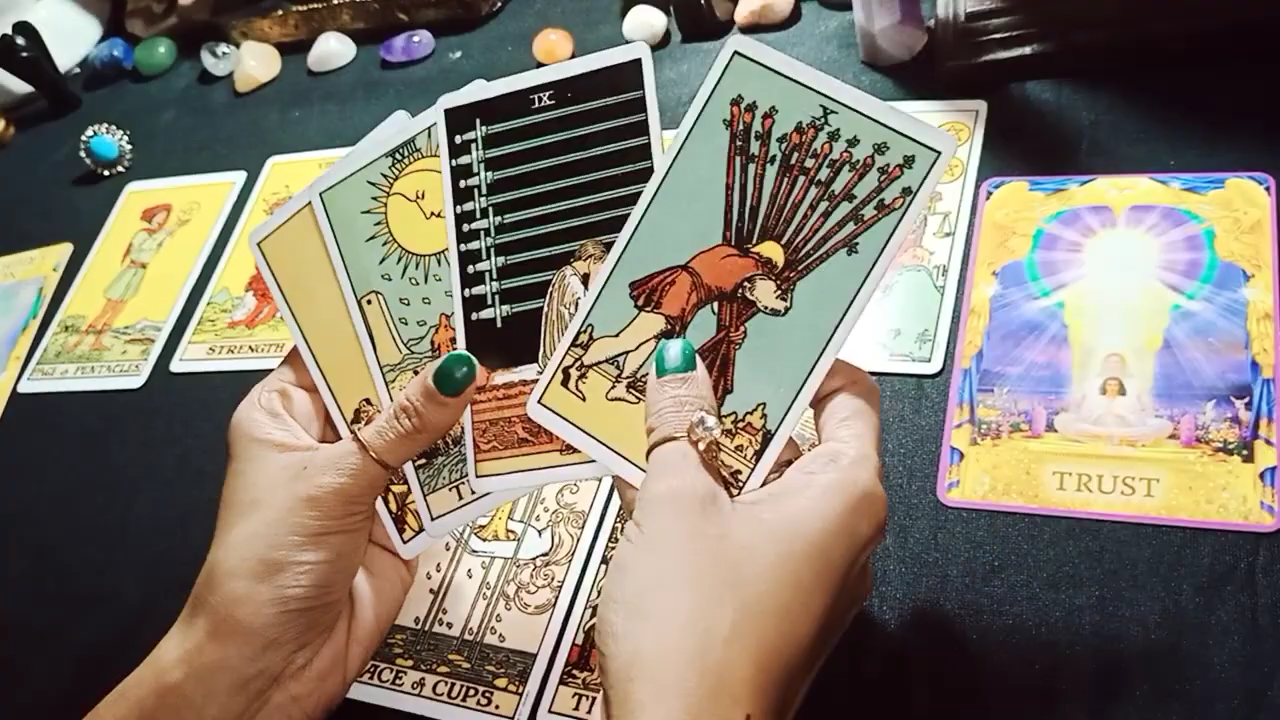 IX
X
XVIII
STRENGTH
PAGE of PENTACLES.
TRUST
ACE of CUPS.